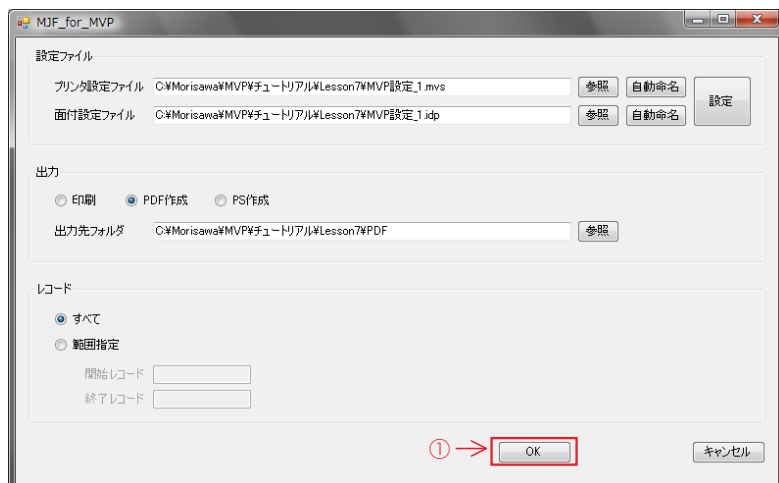 MJF_for_MVP
設定ファイル
プリンタ設定ファイル C:¥Morisawa¥MVP¥チュートリアル¥Lesson7¥MVP設定_1.mvs 参照 自動命名
面付設定ファイル C:¥Morisawa¥MVP¥チュートリアル¥Lesson7¥MVP設定_1.idp 参照 自動命名
設定
出力
印刷 PDF作成 PS作成
出力先フォルダ C:¥Morisawa¥MVP¥チュートリアル¥Lesson7¥PDF 参照
レコード
すべて
範囲指定
開始レコード
終了レコード
① OK キャンセル